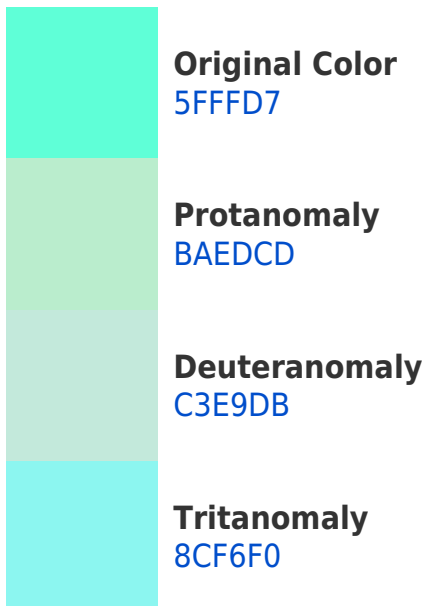 Original Color
5FFFD7
Protanomaly
BAEDCD
Deuteranomaly
C3E9DB
Tritanomaly
8CF6F0